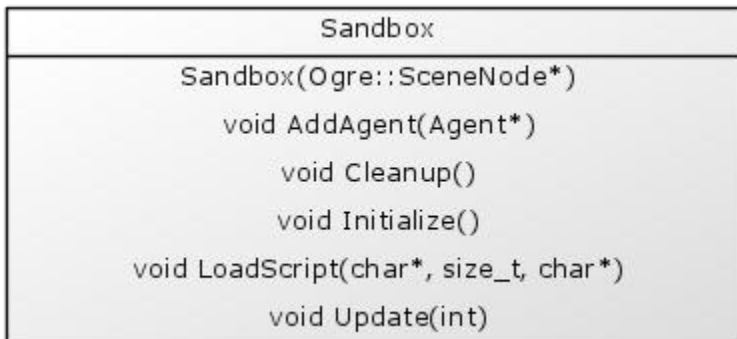 Sandbox
Sandbox(Ogre::SceneNode*)
void AddAgent(Agent*)
void Cleanup()
void Initialize()
void LoadScript(char*, size_t, char*)
void Update(int)